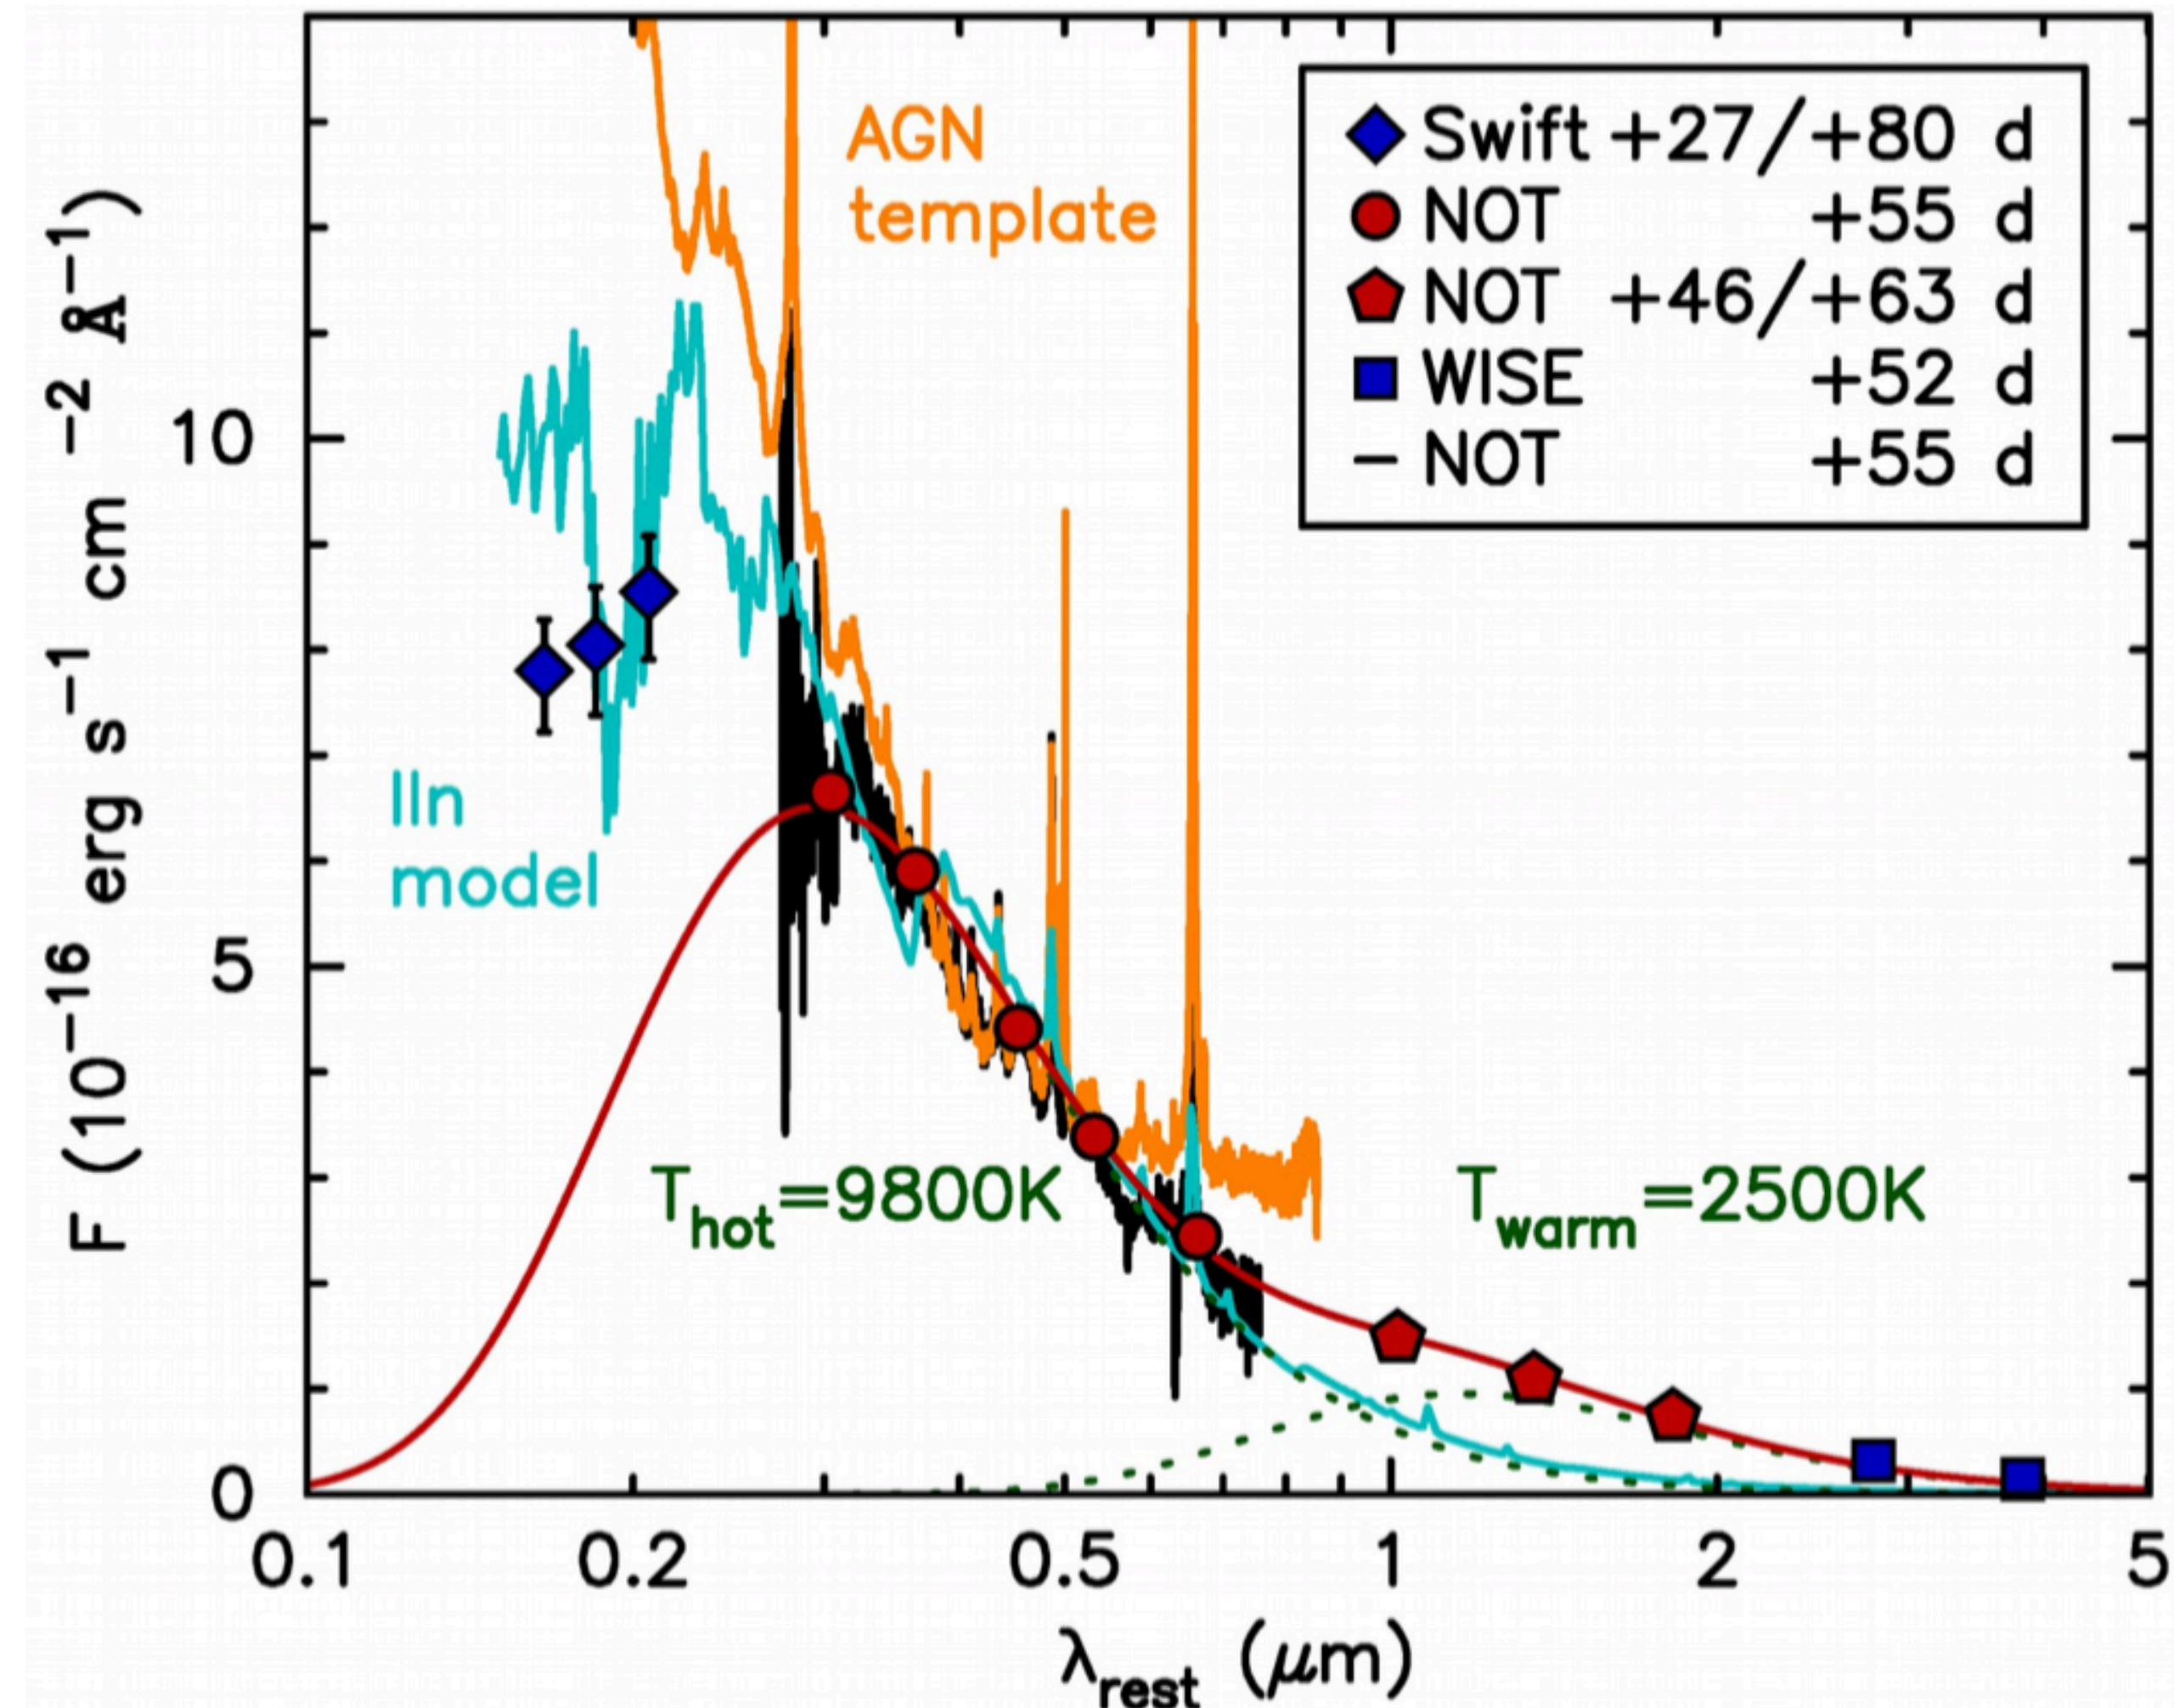 F (10⁻¹⁶ erg s⁻¹ cm ⁻² Å⁻¹)
10
5
0
AGN
template
IIn
model
Swift +27/+80 d
NOT +55 d
NOT +46/+63 d
WISE +52 d
NOT +55 d
T_hot=9800K
T_warm=2500K
0.1 0.2 0.5 1 2 5
λ_rest (μm)